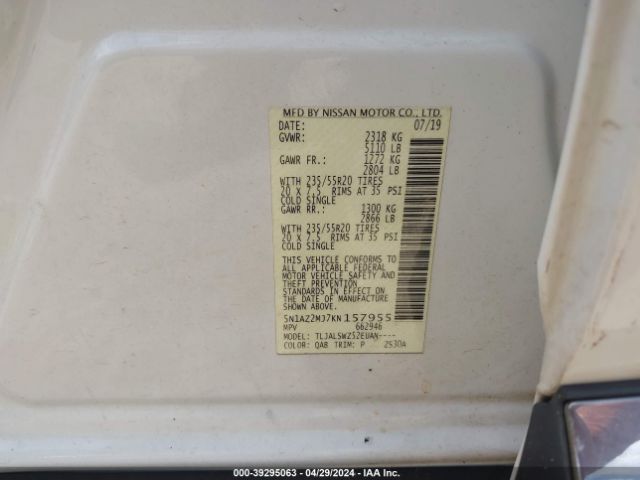 MFD BY NISSAN MOTOR CO., LTD.
DATE: 07/19
GVWR: 2318 KG
5110 LB
GAWR FR.: 1272 KG
2804 LB
WITH 235/55R20 TIRES
20 X 7.5 RIMS AT 35 PSI
COLD SINGLE
GAWR RR.: 1300 KG
2866 LB
WITH 235/55R20 TIRES
20 X 7.5 RIMS AT 35 PSI
COLD SINGLE
THIS VEHICLE CONFORMS TO
ALL APPLICABLE FEDERAL
MOTOR VEHICLE SAFETY AND
THEFT PREVENTION
STANDARDS IN EFFECT ON
THE DATE OF MANUFACTURE
SHOWN ABOVE.
5N1AZ2MJ7KN157955
MPV 662946
MODEL: TLJALSWZ52EUAN----
COLOR: QAB TRIM: P 2530A
000-39295063 - 04/29/2024 - IAA Inc.